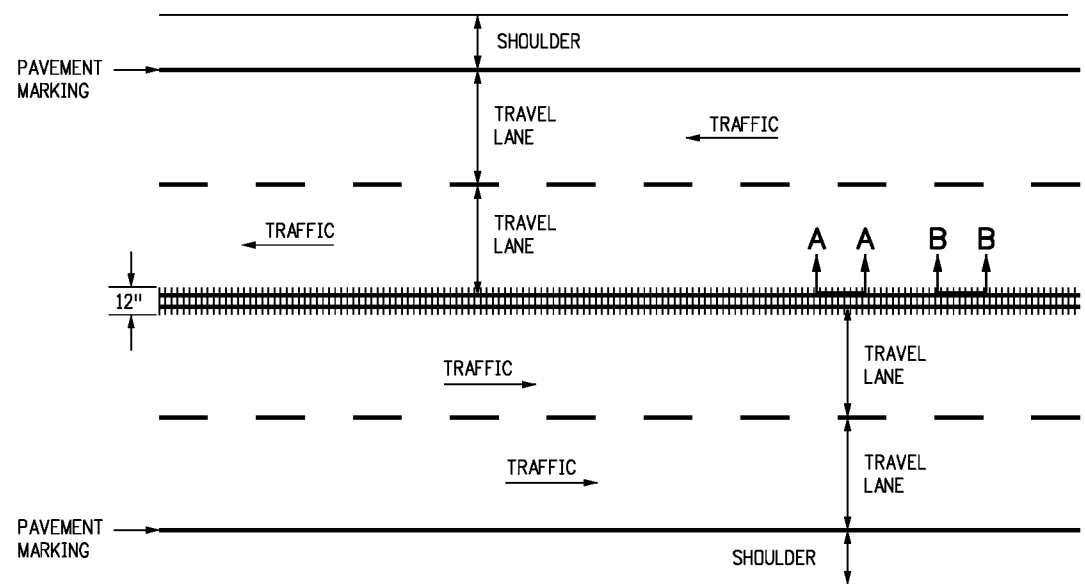 SHOULDER
PAVEMENT
MARKING
TRAVEL
LANE
TRAFFIC
TRAVEL
LANE
TRAFFIC
A A B B
12"
TRAFFIC
TRAVEL
LANE
TRAFFIC
TRAVEL
LANE
PAVEMENT
MARKING
SHOULDER